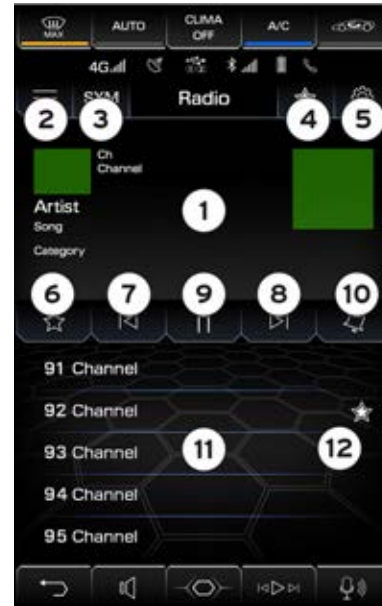 MAX AUTO CLIMA OFF A/C
4G
SXM Radio
2 3 4 5
Ch
Channel
1
Artist
Song
Category
6 7 9 8 10
91 Channel
92 Channel
93 Channel 11 12
94 Channel
95 Channel